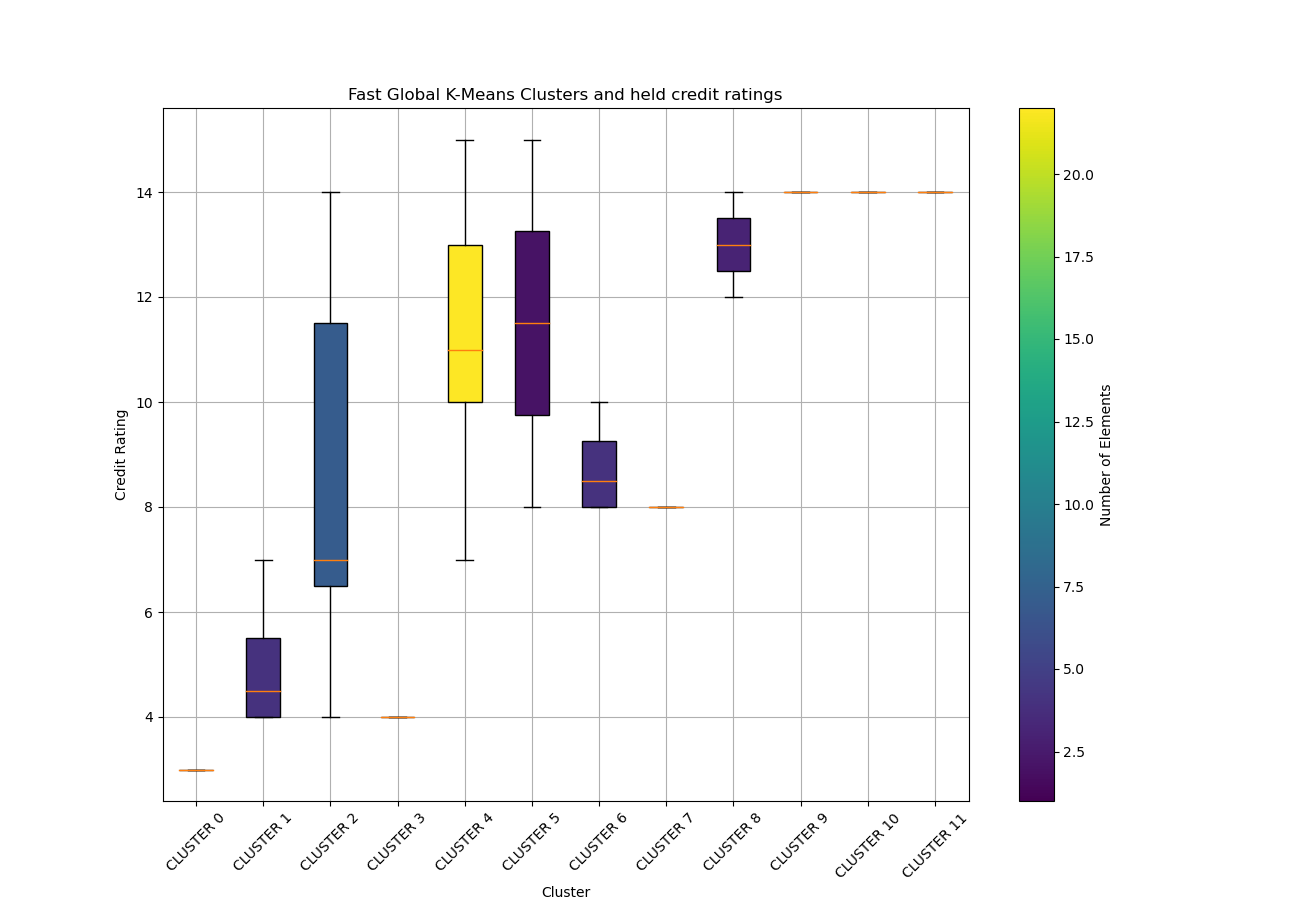 Fast Global K-Means Clusters and held credit ratings
Credit Rating
14
12
10
8
6
4
CLUSTER 0
CLUSTER 1
CLUSTER 2
CLUSTER 3
CLUSTER 4
CLUSTER 5
CLUSTER 6
CLUSTER 7
CLUSTER 8
CLUSTER 9
CLUSTER 10
CLUSTER 11
Cluster
20.0
17.5
15.0
12.5
10.0
7.5
5.0
2.5
Number of Elements